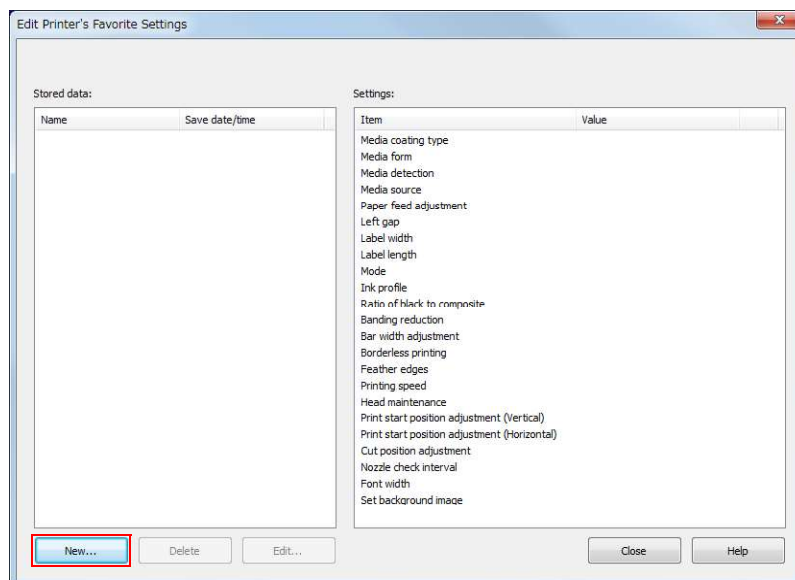 Edit Printer's Favorite Settings
Stored data:
Name Save date/time
Settings:
Item Value
Media coating type
Media form
Media detection
Media source
Paper feed adjustment
Left gap
Label width
Label length
Mode
Ink profile
Ratio of black to composite
Banding reduction
Bar width adjustment
Borderless printing
Feather edges
Printing speed
Head maintenance
Print start position adjustment (Vertical)
Print start position adjustment (Horizontal)
Cut position adjustment
Nozzle check interval
Font width
Set background image
New... Delete Edit... Close Help